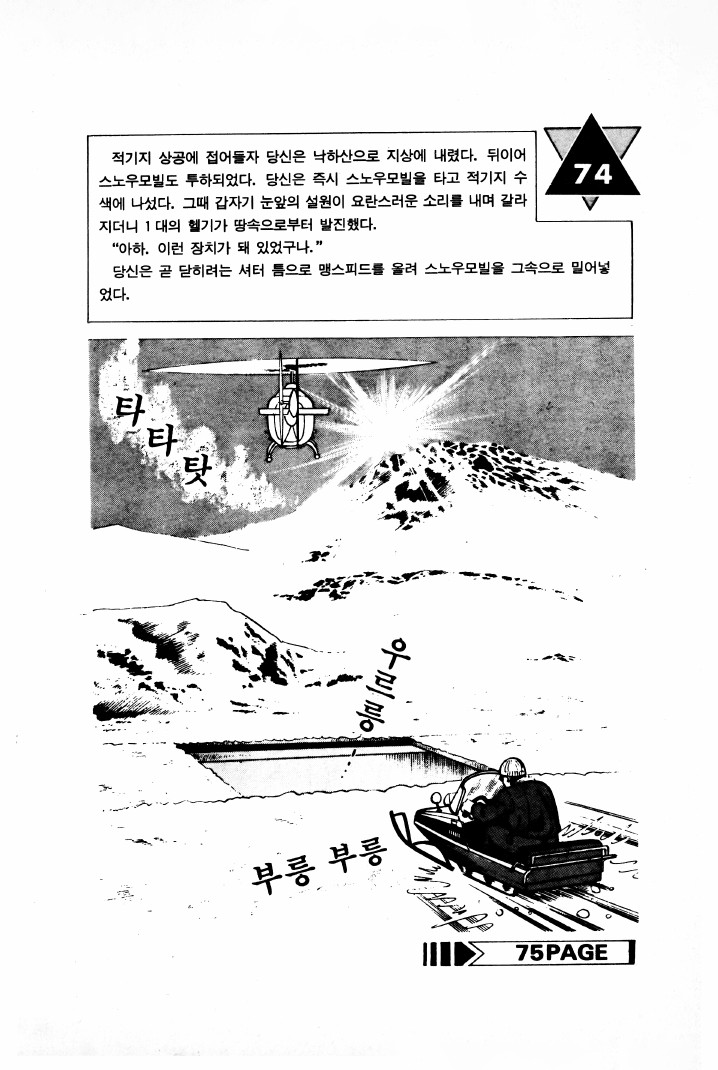 적기지 상공에 접어들자 당신은 낙하산으로 지상에 내렸다. 뒤이어
스노우모빌도 투하되었다. 당신은 즉시 스노우모빌을 타고 적기지 수
색에 나섰다. 그때 갑자기 눈앞의 설원이 요란스러운 소리를 내며 갈라
지더니 1대의 헬기가 땅속으로부터 발진했다.
“아하. 이런 장치가 돼 있었구나.”
당신은 곧 닫히려는 셔터 틈으로 맹스피드를 올려 스노우모빌을 그속으로 밀어넣
었다.
74
타
타
탓
부릉 부릉
75PAGE